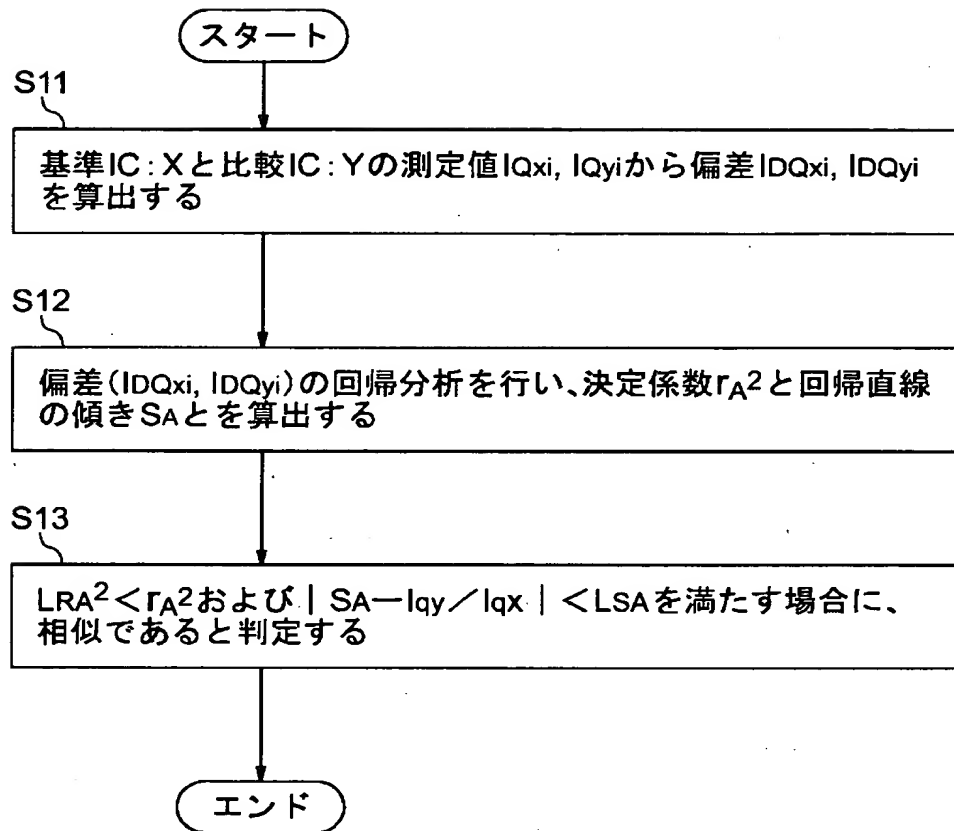 スタート
S11
基準IC:Xと比較IC:Yの測定値IQxi, IQyiから偏差IDQxi, IDQyi
を算出する
S12
偏差(IDQxi, IDQyi)の回帰分析を行い、決定係数rA²と回帰直線
の傾きSAとを算出する
S13
LRA²<rA²および|SA-Iqy/Iqx|<LSAを満たす場合に、
相似であると判定する
エンド